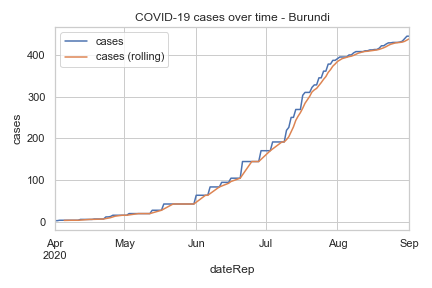 COVID-19 cases over time - Burundi
cases
cases (rolling)
400
300
200
100
0
cases
Apr
2020
May
Jun
Jul
Aug
Sep
dateRep